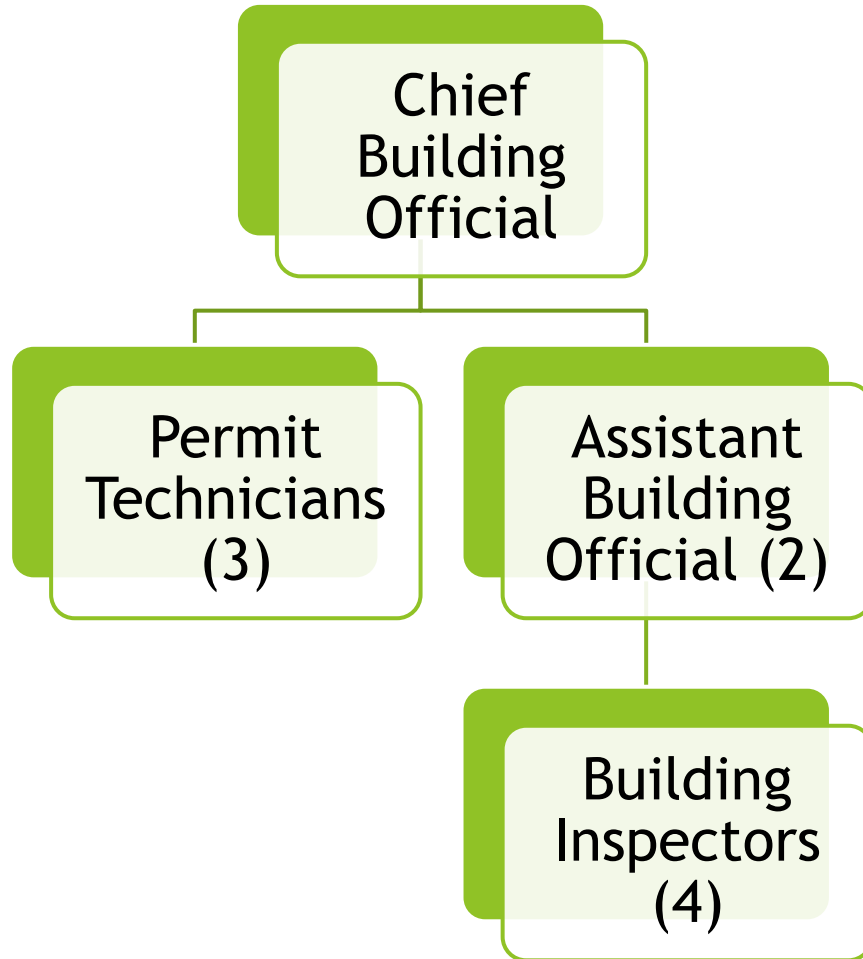 Chief
Building
Official
Permit
Technicians
(3)
Assistant
Building
Official (2)
Building
Inspectors
(4)